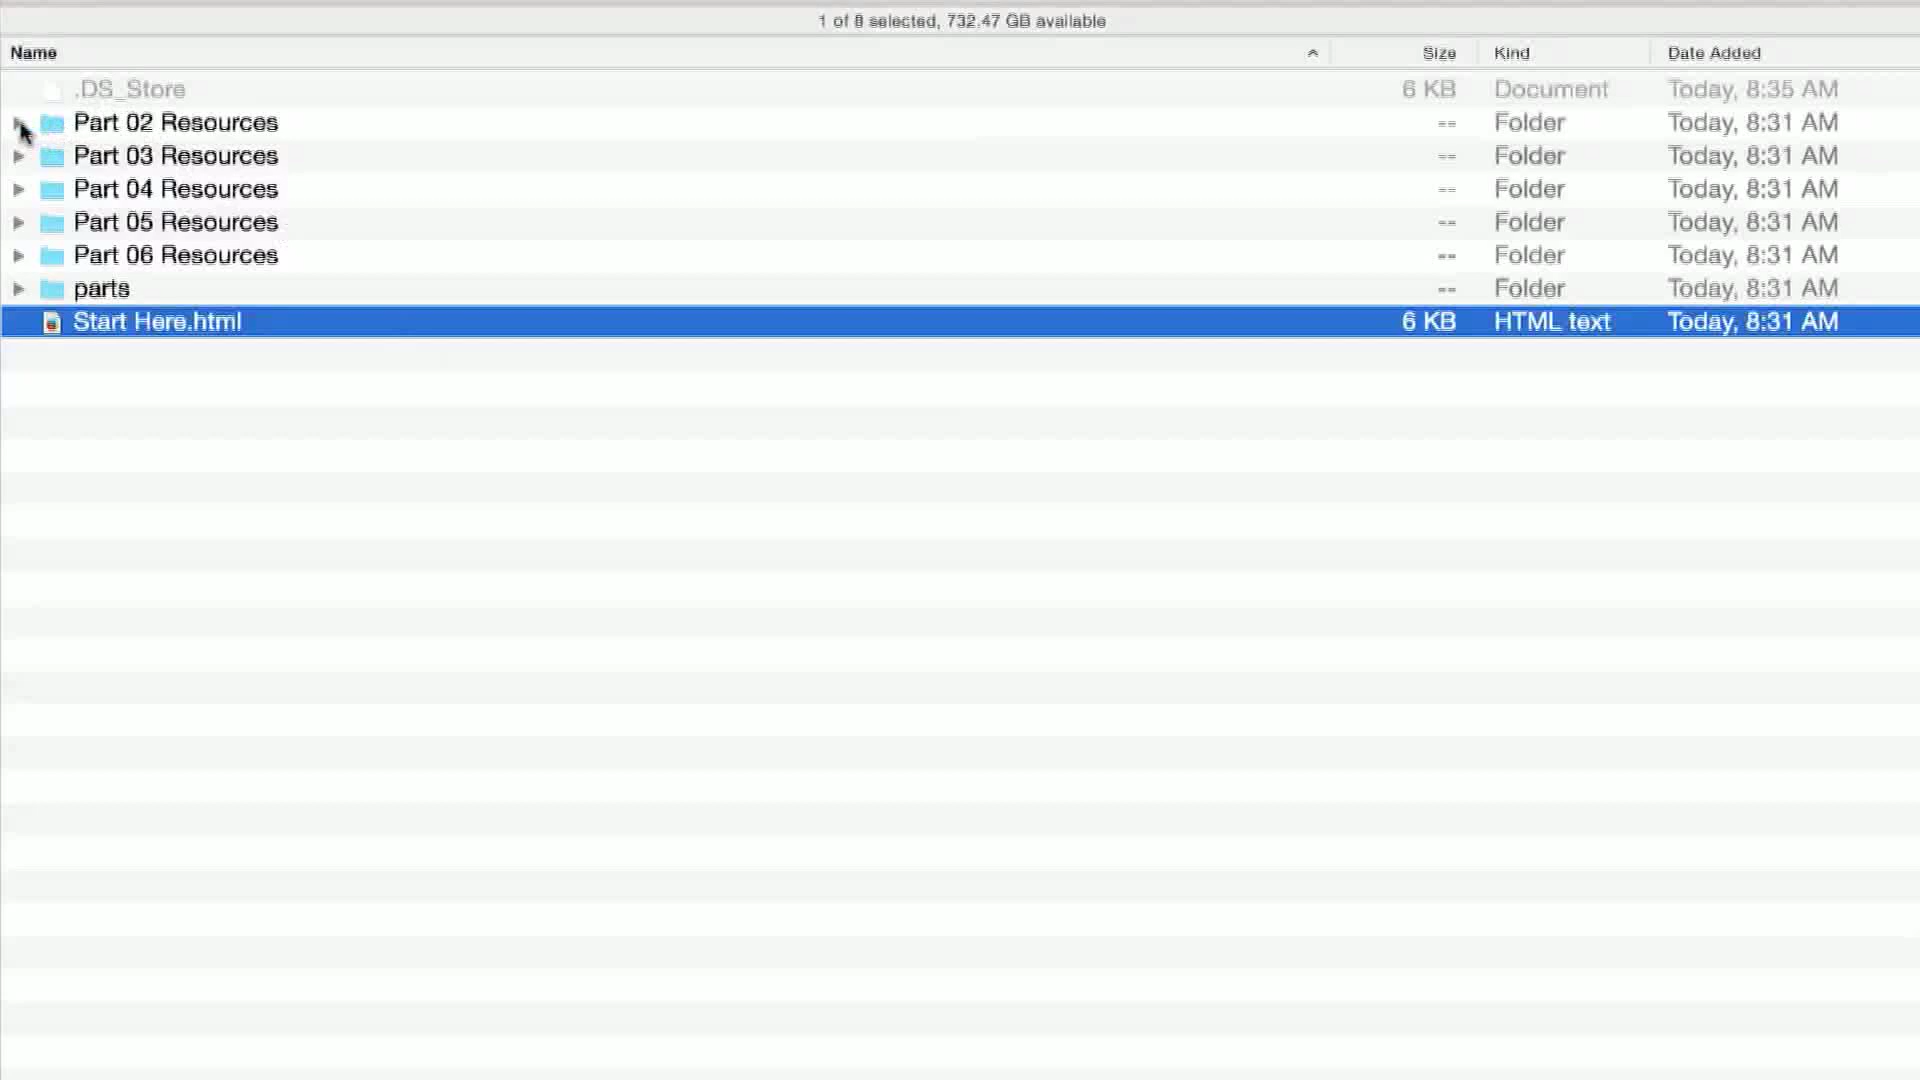 1 of 8 selected, 732.47 GB available
Name Size Kind Date Added
.DS_Store 6 KB Document Today, 8:35 AM
Part 02 Resources -- Folder Today, 8:31 AM
Part 03 Resources -- Folder Today, 8:31 AM
Part 04 Resources -- Folder Today, 8:31 AM
Part 05 Resources -- Folder Today, 8:31 AM
Part 06 Resources -- Folder Today, 8:31 AM
parts -- Folder Today, 8:31 AM
Start Here.html 6 KB HTML text Today, 8:31 AM